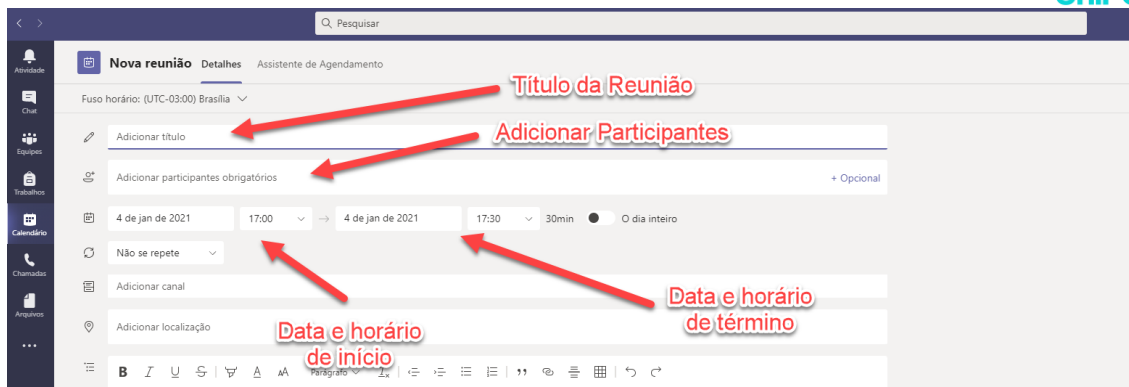 Pesquisar
Atividade
Nova reunião Detalhes Assistente de Agendamento
Título da Reunião
Chat
Fuso horário: (UTC-03:00) Brasília
Adicionar título
Adicionar Participantes
Equipes
Adicionar participantes obrigatórios + Opcional
Trabalhos
4 de jan de 2021 17:00 → 4 de jan de 2021 17:30 30min O dia inteiro
Calendário
Não se repete
Chamadas
Adicionar canal
Data e horário
de término
Arquivos
Adicionar localização
Data e horário
de início
B I U S A AA Parágrafo